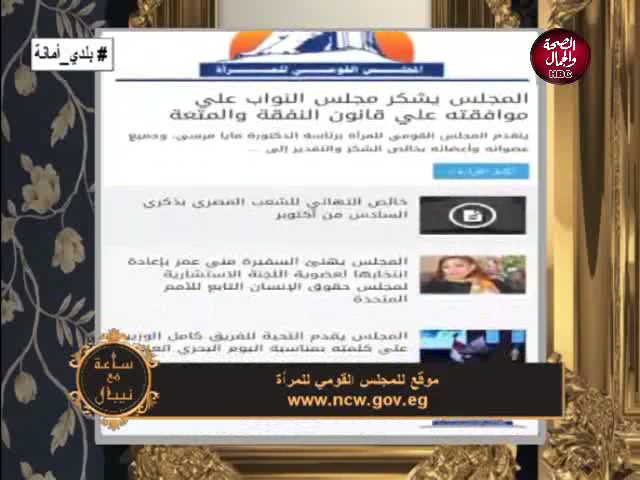 # بلدي_أمانة
الصحة
والجمال
HBC
المجلس القومي للمرأة
المجلس يشكر مجلس النواب علي
موافقته علي قانون النفقة والمتعة
يتقدم المجلس القومي للمرأة برئاسة الدكتورة مايا مرسي، وجميع
عضواته وأعضائه بخالص الشكر والتقدير إلى ...
خالص التهاني للشعب المصري بذكرى
السادس من أكتوبر
المجلس يهنئ السفيرة منى عمر بإعادة
انتخابها لعضوية اللجنة الاستشارية
لمجلس حقوق الإنسان التابع للأمم
المتحدة
المجلس يقدم التحية للفريق كامل الوزير
على كلمته بمناسبة اليوم البحري
ساعة
مع
نيبال
موقع للمجلس القومي للمرأة
www.ncw.gov.eg